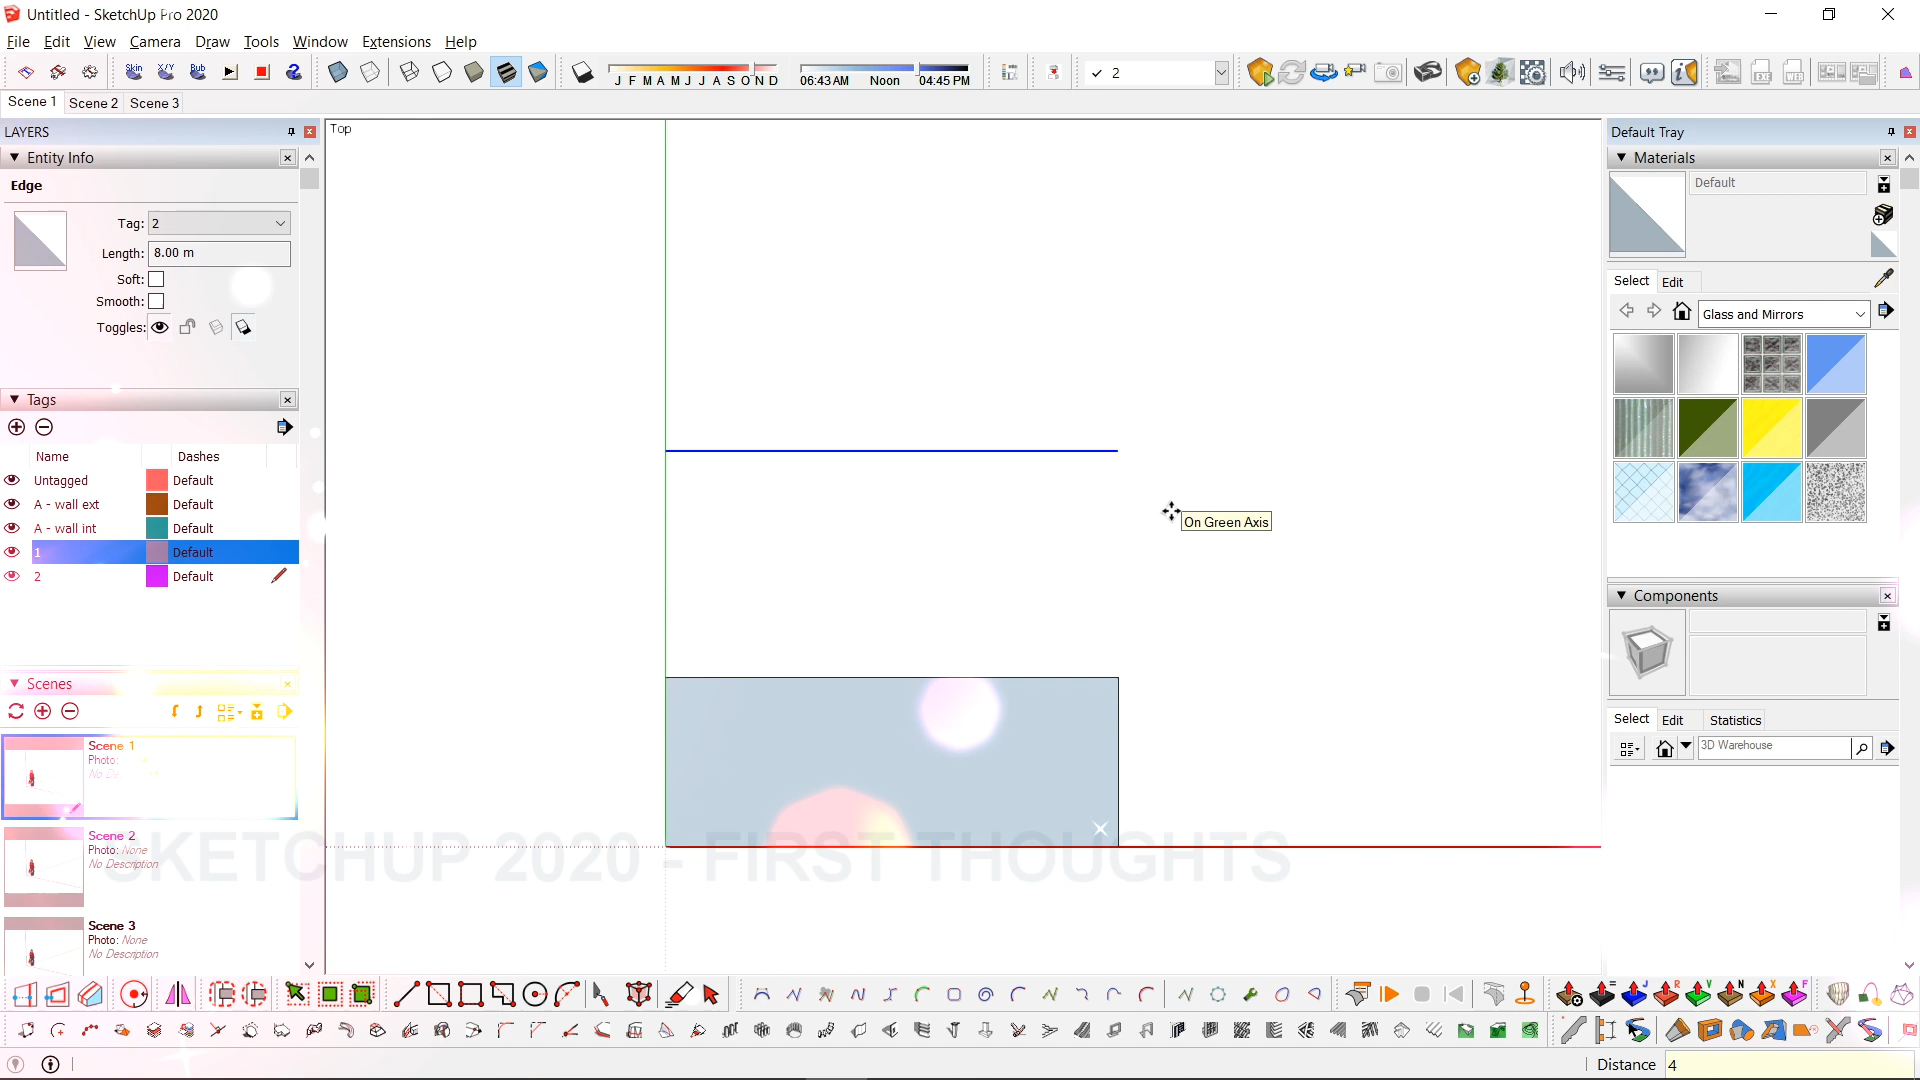 Untitled - SketchUp Pro 2020
File Edit View Camera Draw Tools Window Extensions Help
Skin X/Y Bub
J F M A M J J A S O N D
06:43 AM Noon 04:45 PM
2
Scene 1 Scene 2 Scene 3
LAYERS
Entity Info
Edge
Tag: 2
Length: 8.00 m
Soft:
Smooth:
Toggles:
Tags
Name Dashes
Untagged Default
A - wall ext Default
A - wall int Default
1 Default
2 Default
Scenes
Scene 1
Photo:
No De
Scene 2
Photo: None
No Description
Scene 3
Photo: None
No Description
Top
On Green Axis
SKETCHUP 2020 - FIRST THOUGHTS
Default Tray
Materials
Default
Select Edit
Glass and Mirrors
Components
Select Edit Statistics
3D Warehouse
Distance 4